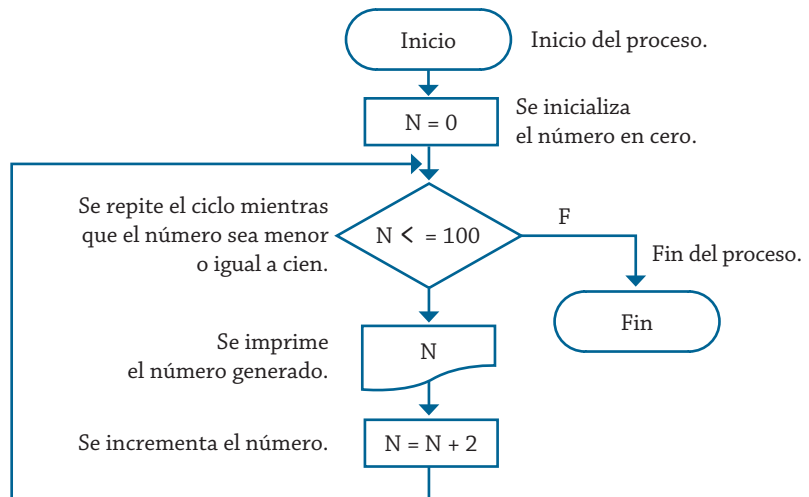 Inicio
Inicio del proceso.
N = 0
Se inicializa
el número en cero.
Se repite el ciclo mientras
que el número sea menor
o igual a cien.
N < = 100
F
Fin del proceso.
Fin
Se imprime
el número generado.
N
Se incrementa el número.
N = N + 2